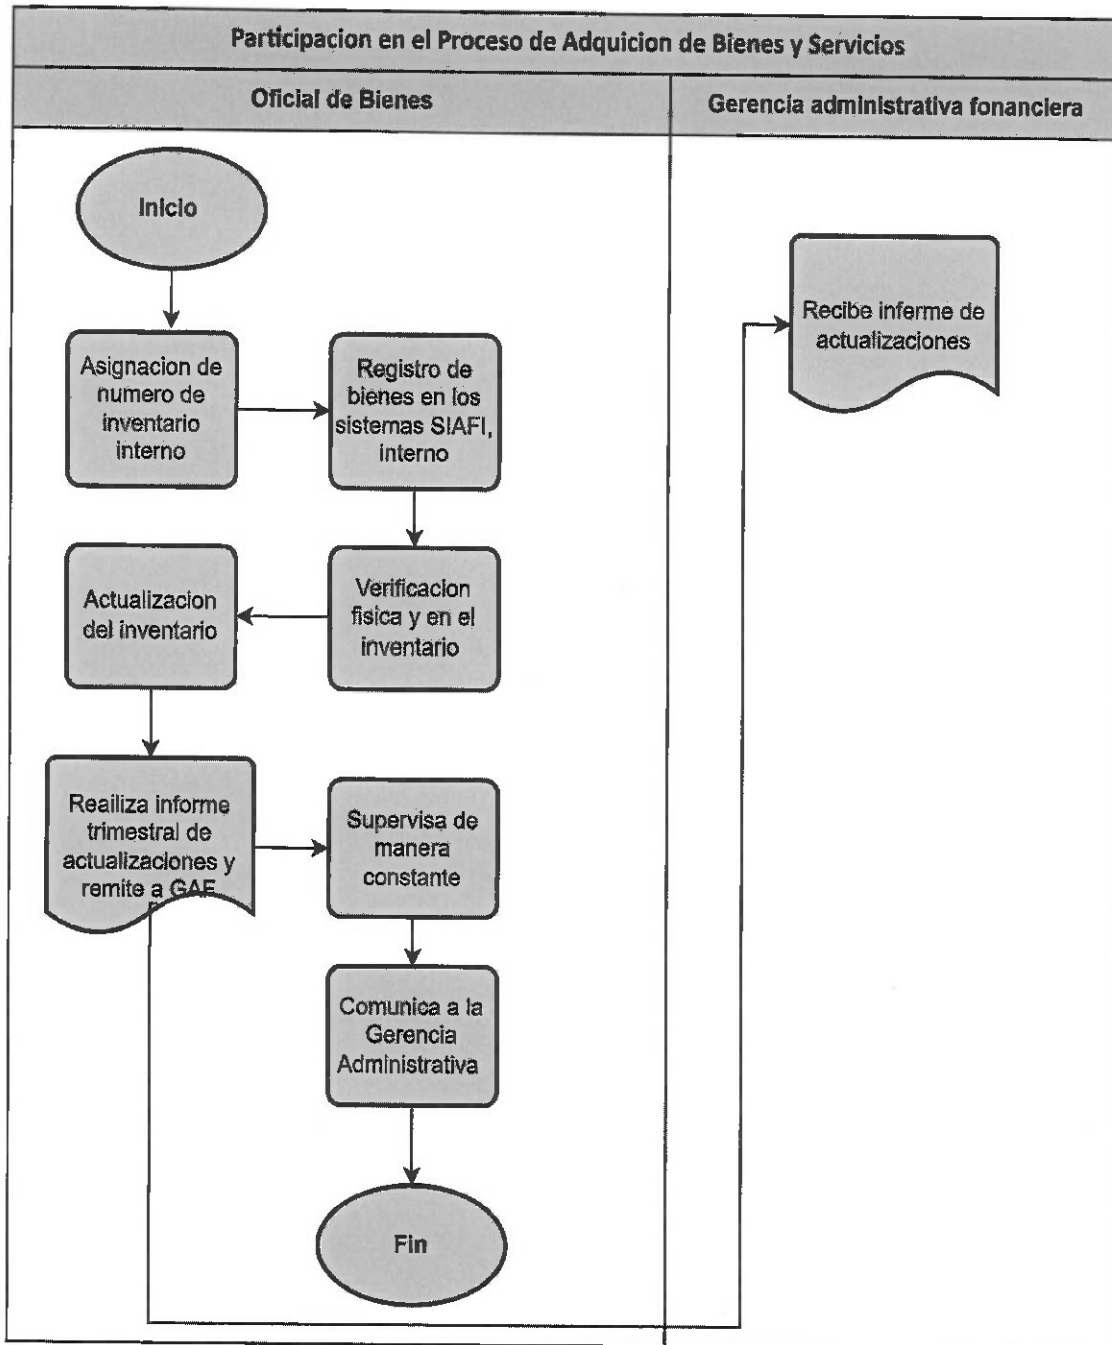 Participacion en el Proceso de Adquicion de Bienes y Servicios
Oficial de Bienes
Gerencia administrativa fonanciera
Inicio
Asignacion de
numero de
inventario
interno
Registro de
bienes en los
sistemas SIAFI,
interno
Verificacion
fisica y en el
inventario
Actualizacion
del inventario
Reailiza informe
trimestral de
actualizaciones y
remite a GAF
Supervisa de
manera
constante
Comunica a la
Gerencia
Administrativa
Fin
Recibe inferme de
actualizaciones